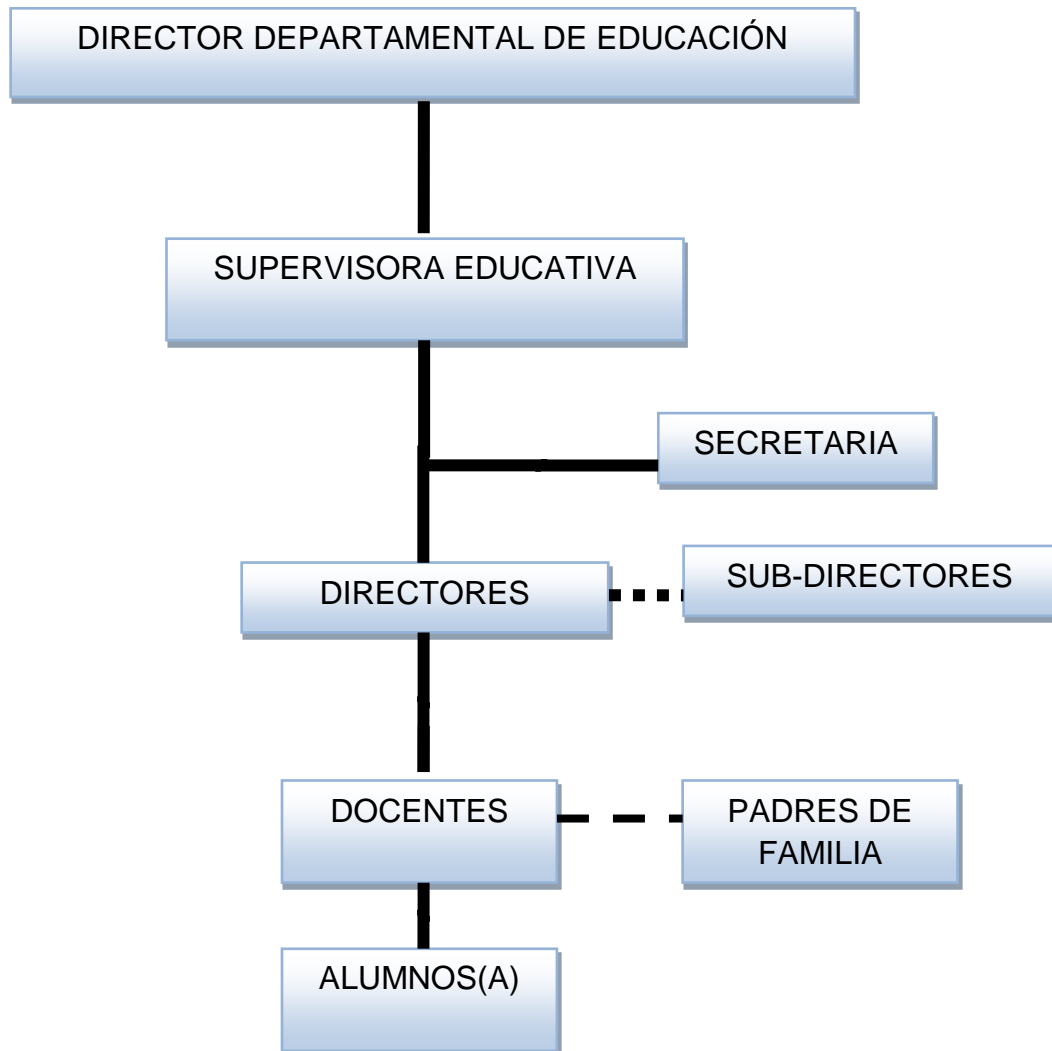 DIRECTOR DEPARTAMENTAL DE EDUCACIÓN
SUPERVISORA EDUCATIVA
SECRETARIA
DIRECTORES
SUB-DIRECTORES
DOCENTES
PADRES DE
FAMILIA
ALUMNOS(A)